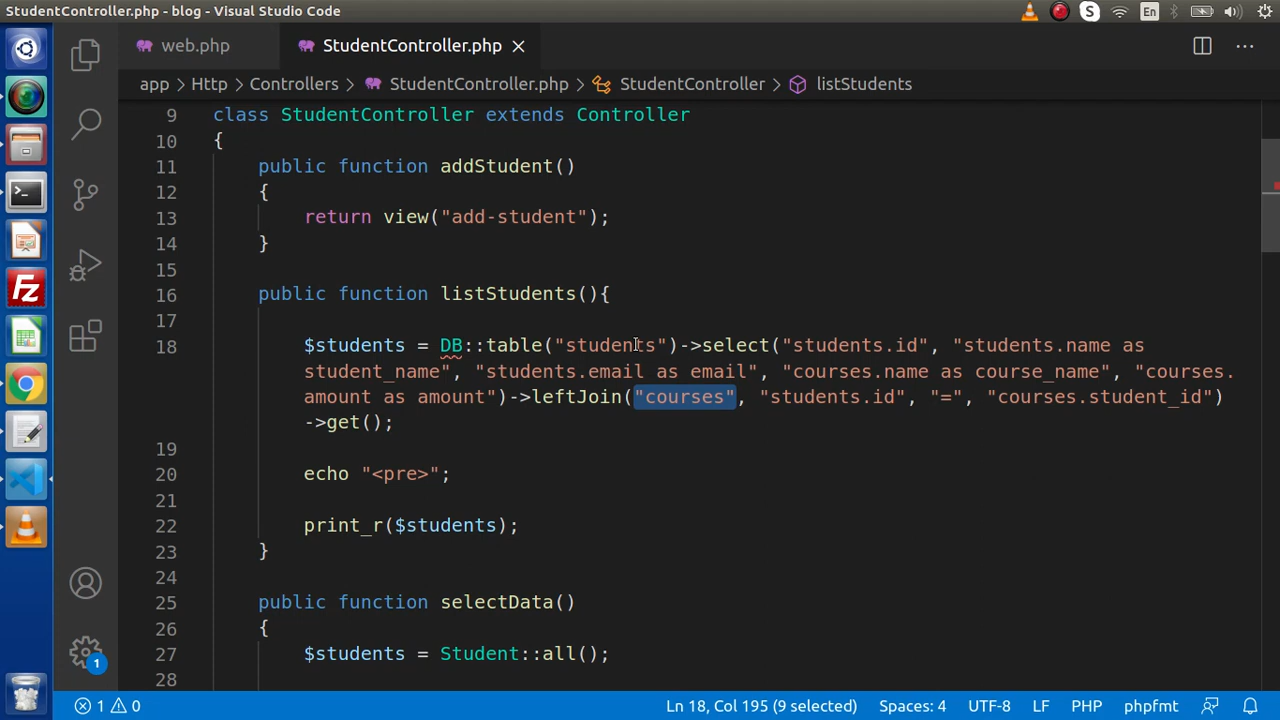 StudentController.php - blog - Visual Studio Code
S
En
web.php
StudentController.php
app > Http > Controllers > StudentController.php > StudentController > listStudents
9 class StudentController extends Controller
10 {
11 public function addStudent()
12 {
13 return view("add-student");
14 }
15
16 public function listStudents(){
17
18 $students = DB::table("students")->select("students.id", "students.name as
student_name", "students.email as email", "courses.name as course_name", "courses.
amount as amount")->leftJoin("courses", "students.id", "=", "courses.student_id")
->get();
19
20 echo "<pre>";
21
22 print_r($students);
23 }
24
25 public function selectData()
26 {
27 $students = Student::all();
28
Fz
1
1 0 Ln 18, Col 195 (9 selected) Spaces: 4 UTF-8 LF PHP phpfmt